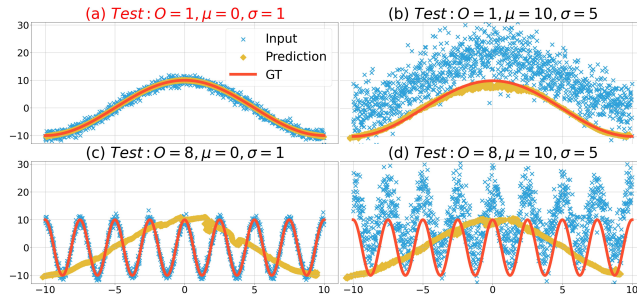 (a) Test: O = 1, μ = 0, σ = 1
(b) Test: O = 1, μ = 10, σ = 5
30
20
10
0
−10
Input
Prediction
GT
(c) Test: O = 8, μ = 0, σ = 1
(d) Test: O = 8, μ = 10, σ = 5
30
20
10
0
−10
−10
−5
0
5
10
−10
−5
0
5
10